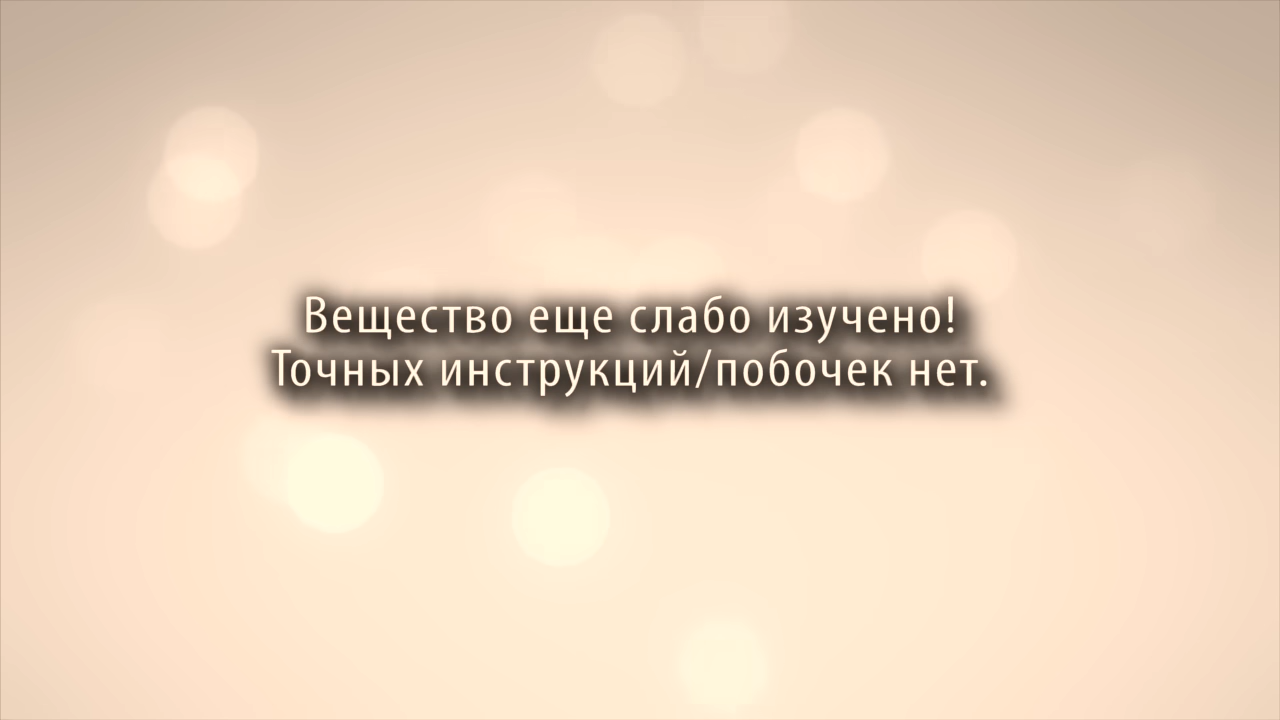 Вещество еще слабо изучено!
Точных инструкций/побочек нет.